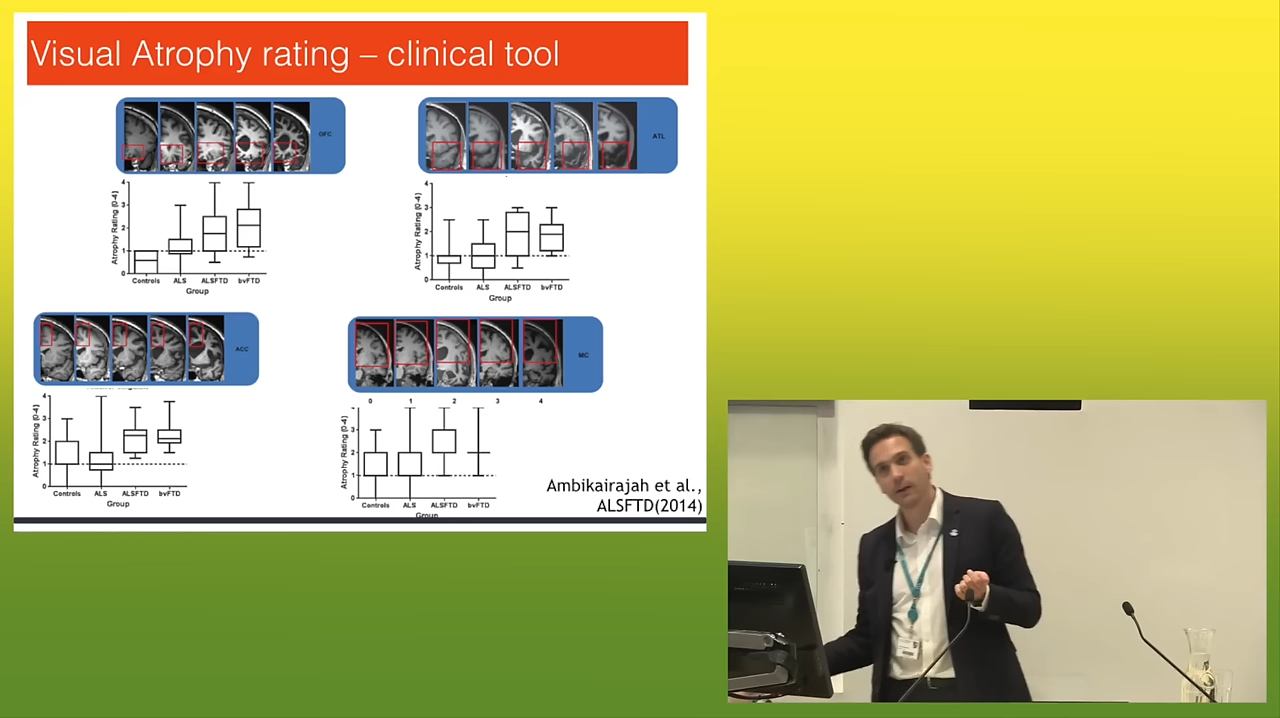 Visual Atrophy rating – clinical tool
OFC
ATL
Atrophy Rating (0-4)
4
3
2
1
0
Controls ALS ALSFTD bvFTD
Group
Atrophy Rating (0-4)
4
3
2
1
0
Controls ALS ALSFTD bvFTD
Group
ACC
MC
0 1 2 3 4
Atrophy Rating (0-4)
4
3
2
1
0
Controls ALS ALSFTD bvFTD
Group
Atrophy Rating (0-4)
4
3
2
1
0
Controls ALS ALSFTD bvFTD
Group
Ambikairajah et al.,
ALSFTD(2014)